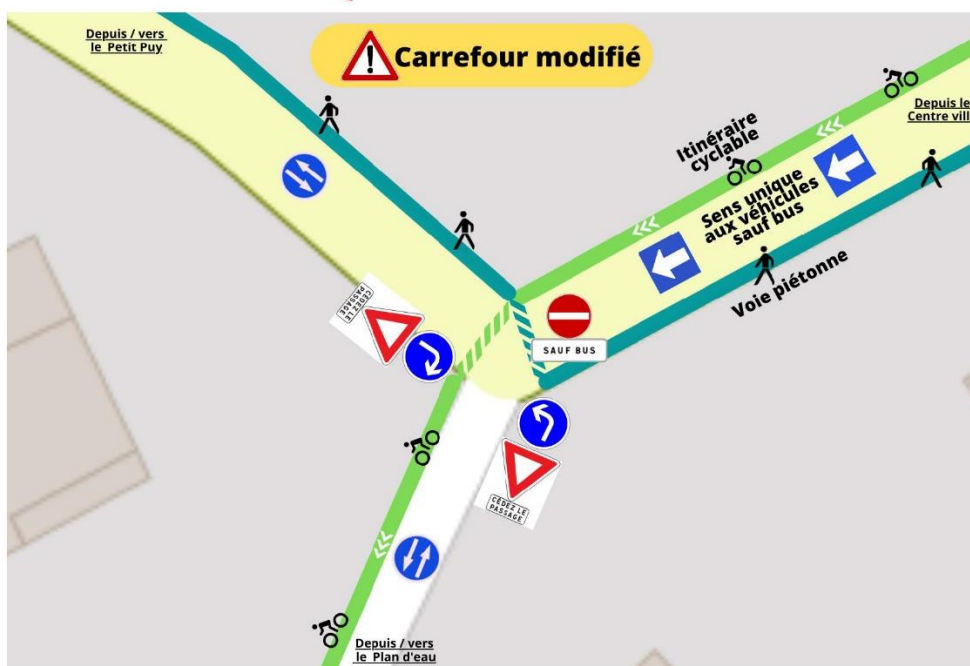 Depuis / vers
le Petit Puy
Carrefour modifié
Depuis le
Centre vill
Itinéraire
cyclable
Sens unique
aux véhicules
sauf bus
Voie piétonne
CÉDEZ LE
PASSAGE
SAUF BUS
CÉDEZ LE
PASSAGE
Depuis / vers
le Plan d'eau